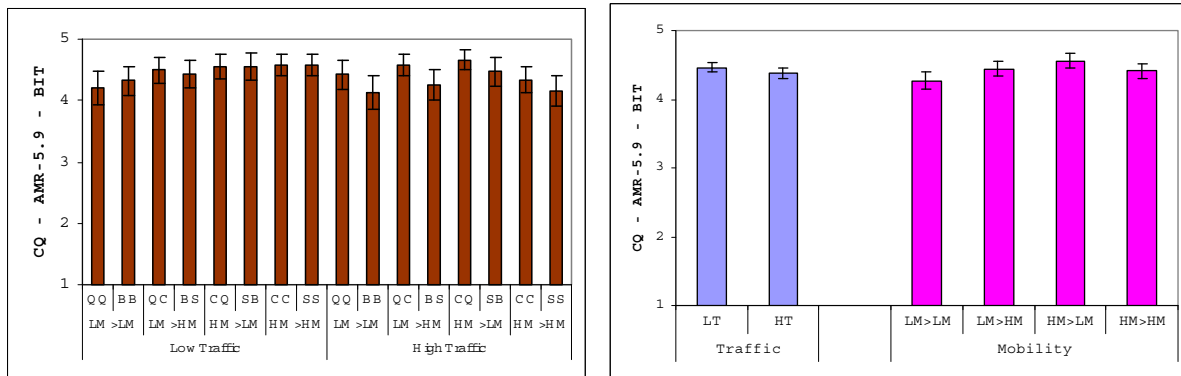 CQ - AMR-5.9 - BIT
5
4
3
2
1
QQ BB QC BS CQ SB CC SS QQ BB QC BS CQ SB CC SS
LM >LM LM >HM HM >LM HM >HM LM >LM LM >HM HM >LM HM >HM
Low Traffic High Traffic
CQ - AMR-5.9 - BIT
5
4
3
2
1
LT HT LM>LM LM>HM HM>LM HM>HM
Traffic Mobility